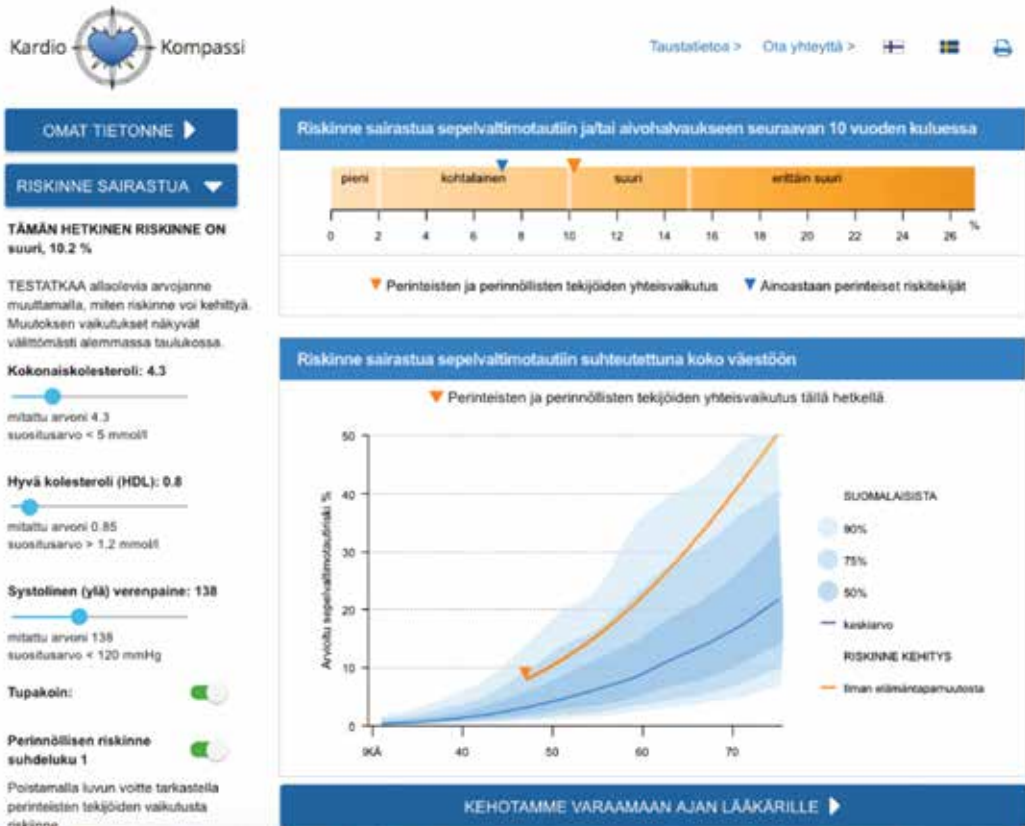 Kardio Kompassi
Taustatietoa > Ota yhteyttä >
OMAT TIETONNE
RISKINNE SAIRASTUA
TÄMÄN HETKINEN RISKINNE ON
suuri, 10.2 %
TESTATKAA allaolevia arvojanne
muuttamalla, miten riskinne voi kehittyä.
Muutoksen vaikutukset näkyvät
välittömästi alemmassa taulukossa.
Kokonaiskolesteroli: 4.3
mitattu arvoni 4.3
suositusarvo < 5 mmol/l
Hyvä kolesteroli (HDL): 0.8
mitattu arvoni 0.85
suositusarvo > 1.2 mmol/l
Systolinen (ylä) verenpaine: 138
mitattu arvoni 138
suositusarvo < 120 mmHg
Tupakoin:
Perinnöllisen riskinne
suhdeluku 1
Poistamalla luvun voitte tarkastella
perinteisten tekijöiden vaikutusta
riskiinne
Riskinne sairastua sepelvaltimotautiin ja/tai aivohalvaukseen seuraavan 10 vuoden kuluessa
pieni kohtalainen suuri erittäin suuri
0 2 4 6 8 10 12 14 16 18 20 22 24 26 %
Perinteisten ja perinnöllisten tekijöiden yhteisvaikutus Ainoastaan perinteiset riskitekijät
Riskinne sairastua sepelvaltimotautiin suhteutettuna koko väestöön
Perinteisten ja perinnöllisten tekijöiden yhteisvaikutus tällä hetkellä
Arvioitu sepelvaltimotautiriski %
50
40
30
20
10
0
IKÄ 40 50 60 70
SUOMALAISISTA
90%
75%
50%
keskiarvo
RISKINNE KEHITYS
Ilman elämäntapamuutosta
KEHOTAMME VARAAMAAN AJAN LÄÄKÄRILLE